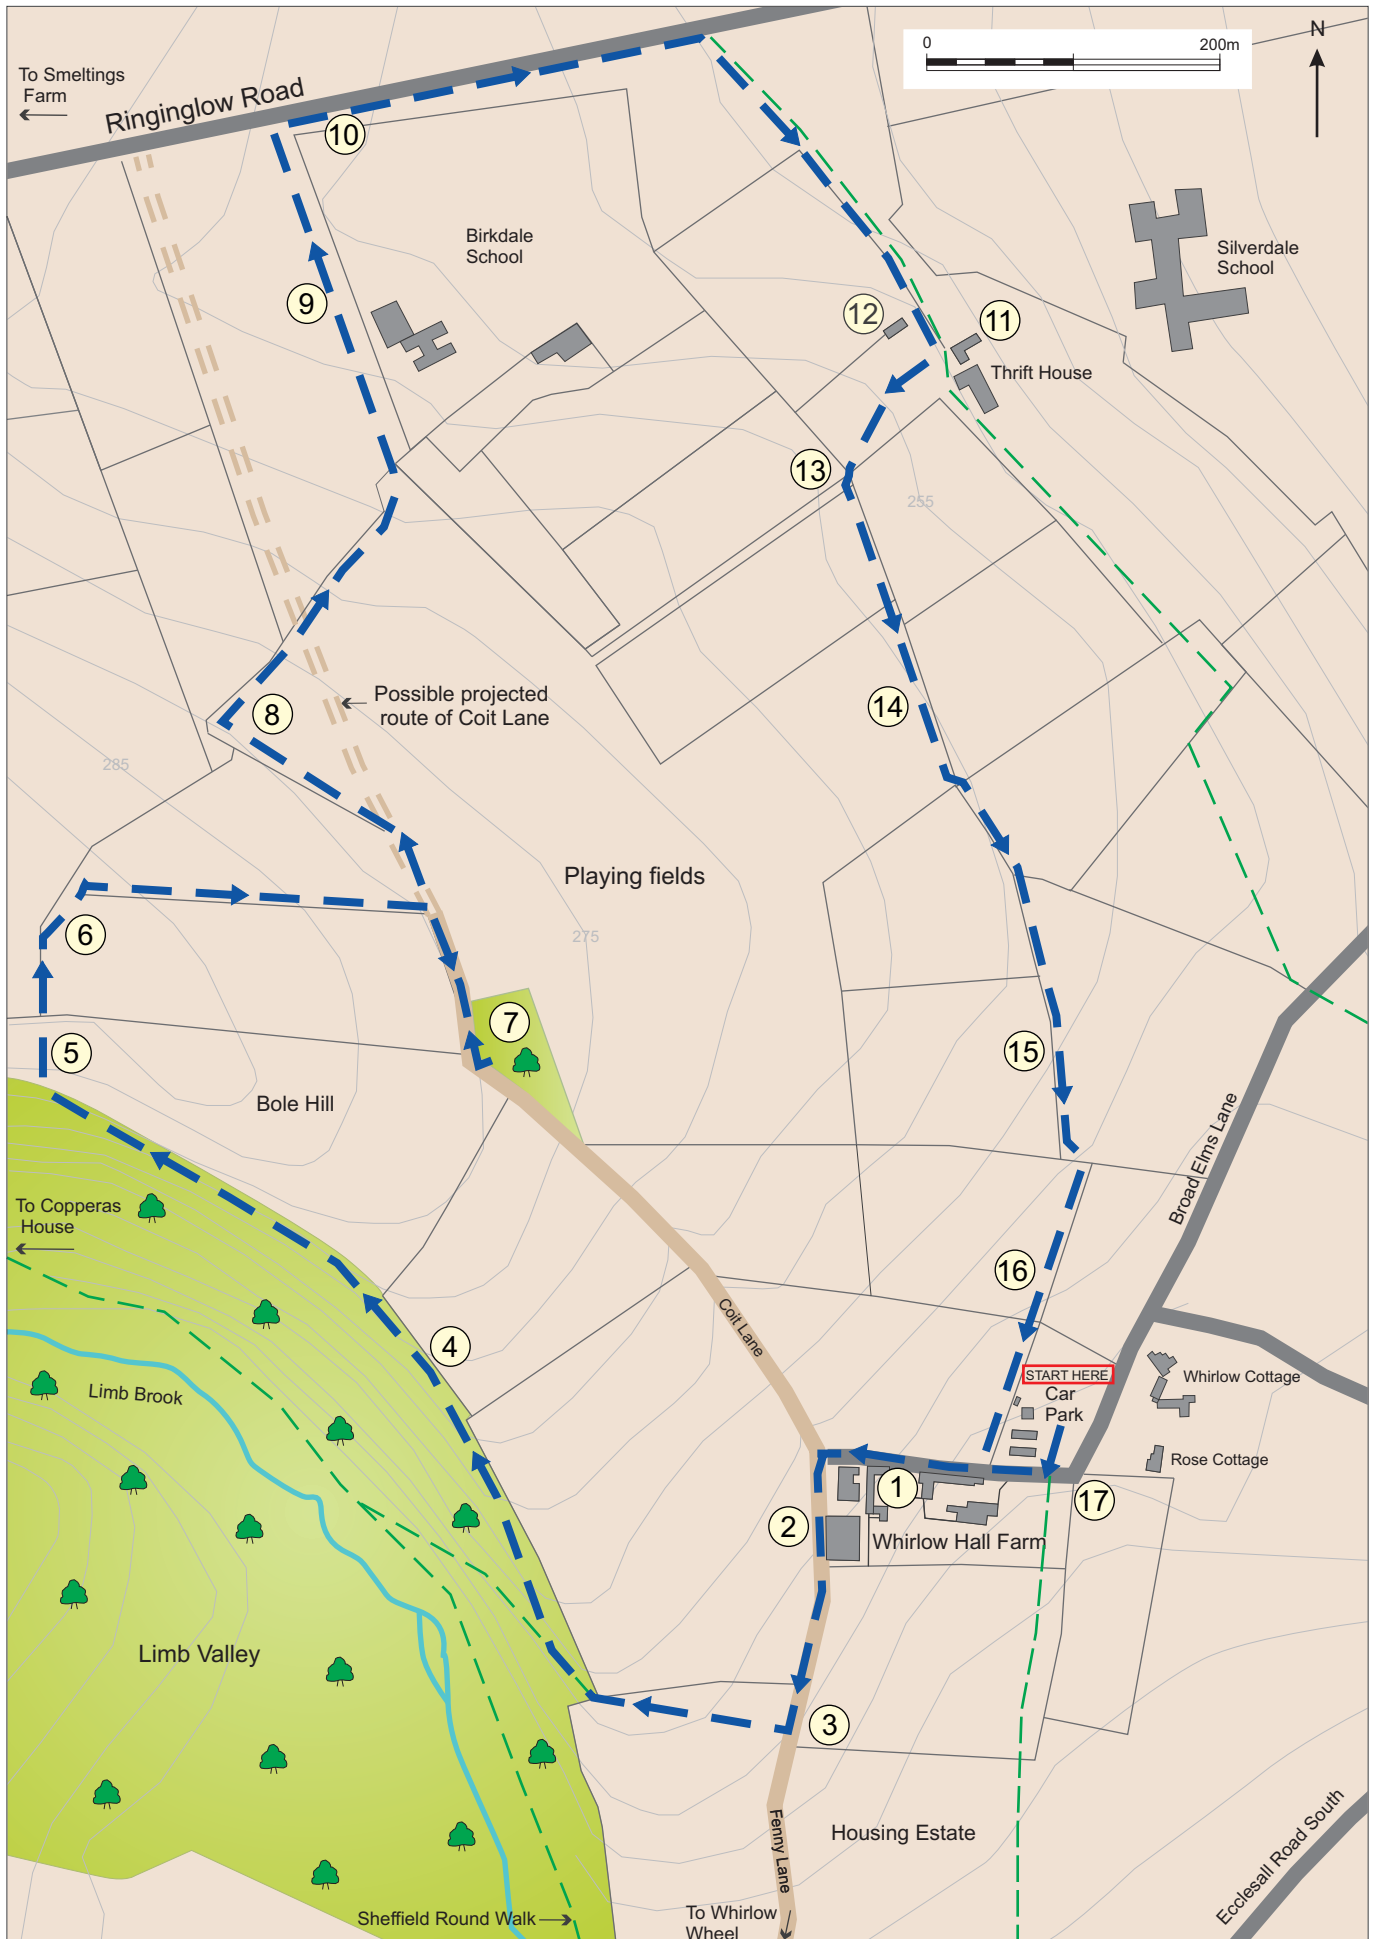 0
200m
N
To Smeltings
Farm
Ringinglow Road
10
Birkdale
School
Silverdale
School
9
12
11
Thrift House
13
255
Possible projected
route of Coit Lane
8
14
285
Playing fields
6
275
7
5
15
Bole Hill
Broad Elms Lane
To Copperas
House
16
Coit Lane
4
START HERE
Car
Park
Whirlow Cottage
Limb Brook
Rose Cottage
1
17
2
Whirlow Hall Farm
Limb Valley
3
Housing Estate
Fenny Lane
Ecclesall Road South
Sheffield Round Walk
To Whirlow
Wheel